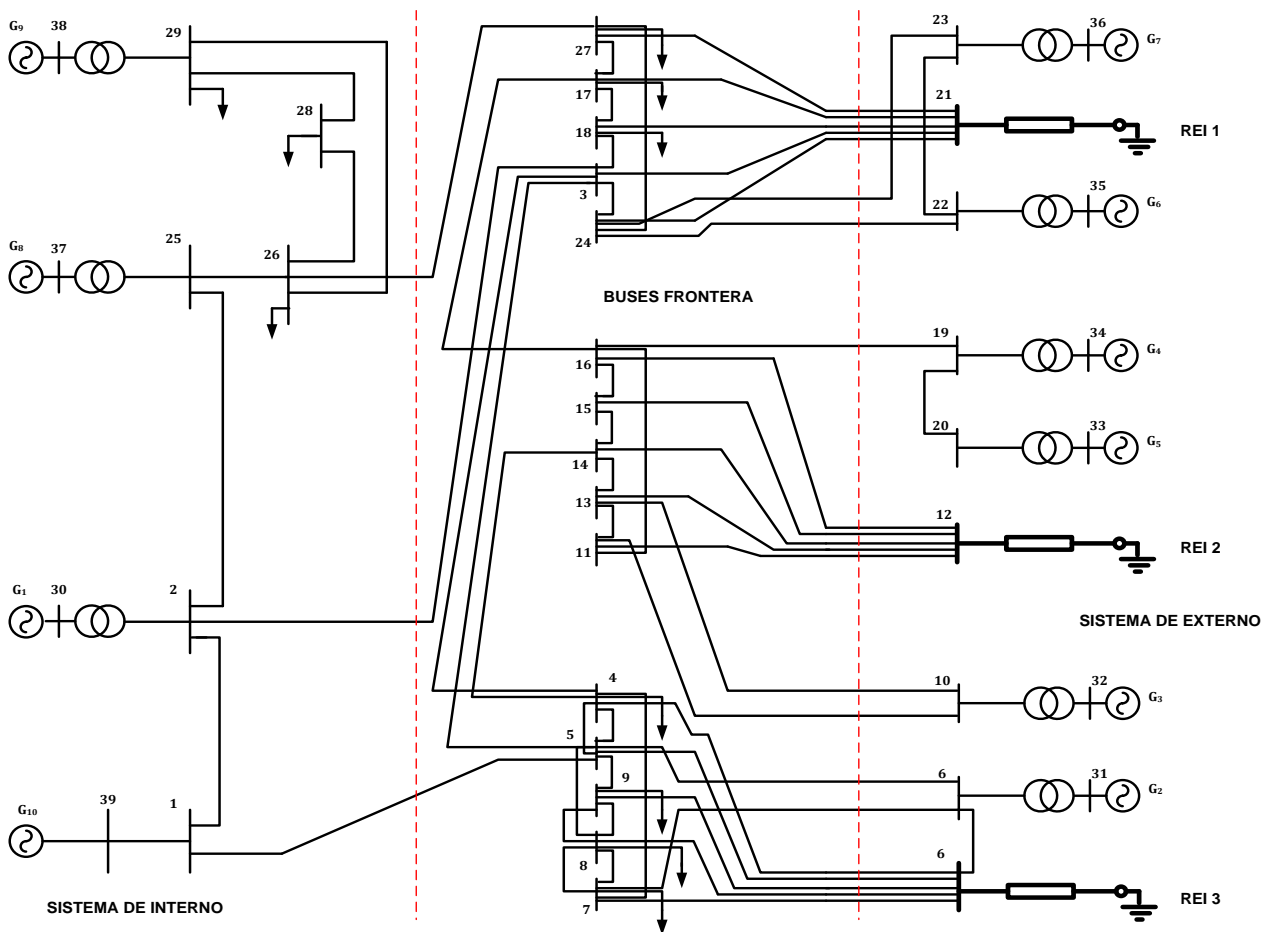 G₉ 38 29
28
G₈ 37 25 26
G₁ 30 2
G₁₀ 39 1
SISTEMA DE INTERNO
27
17
18
3
24
BUSES FRONTERA
16
15
14
13
11
4
5
9
8
7
23 36 G₇
21
REI 1
22 35 G₆
19 34 G₄
20 33 G₅
12
REI 2
SISTEMA DE EXTERNO
10 32 G₃
6 31 G₂
6
REI 3